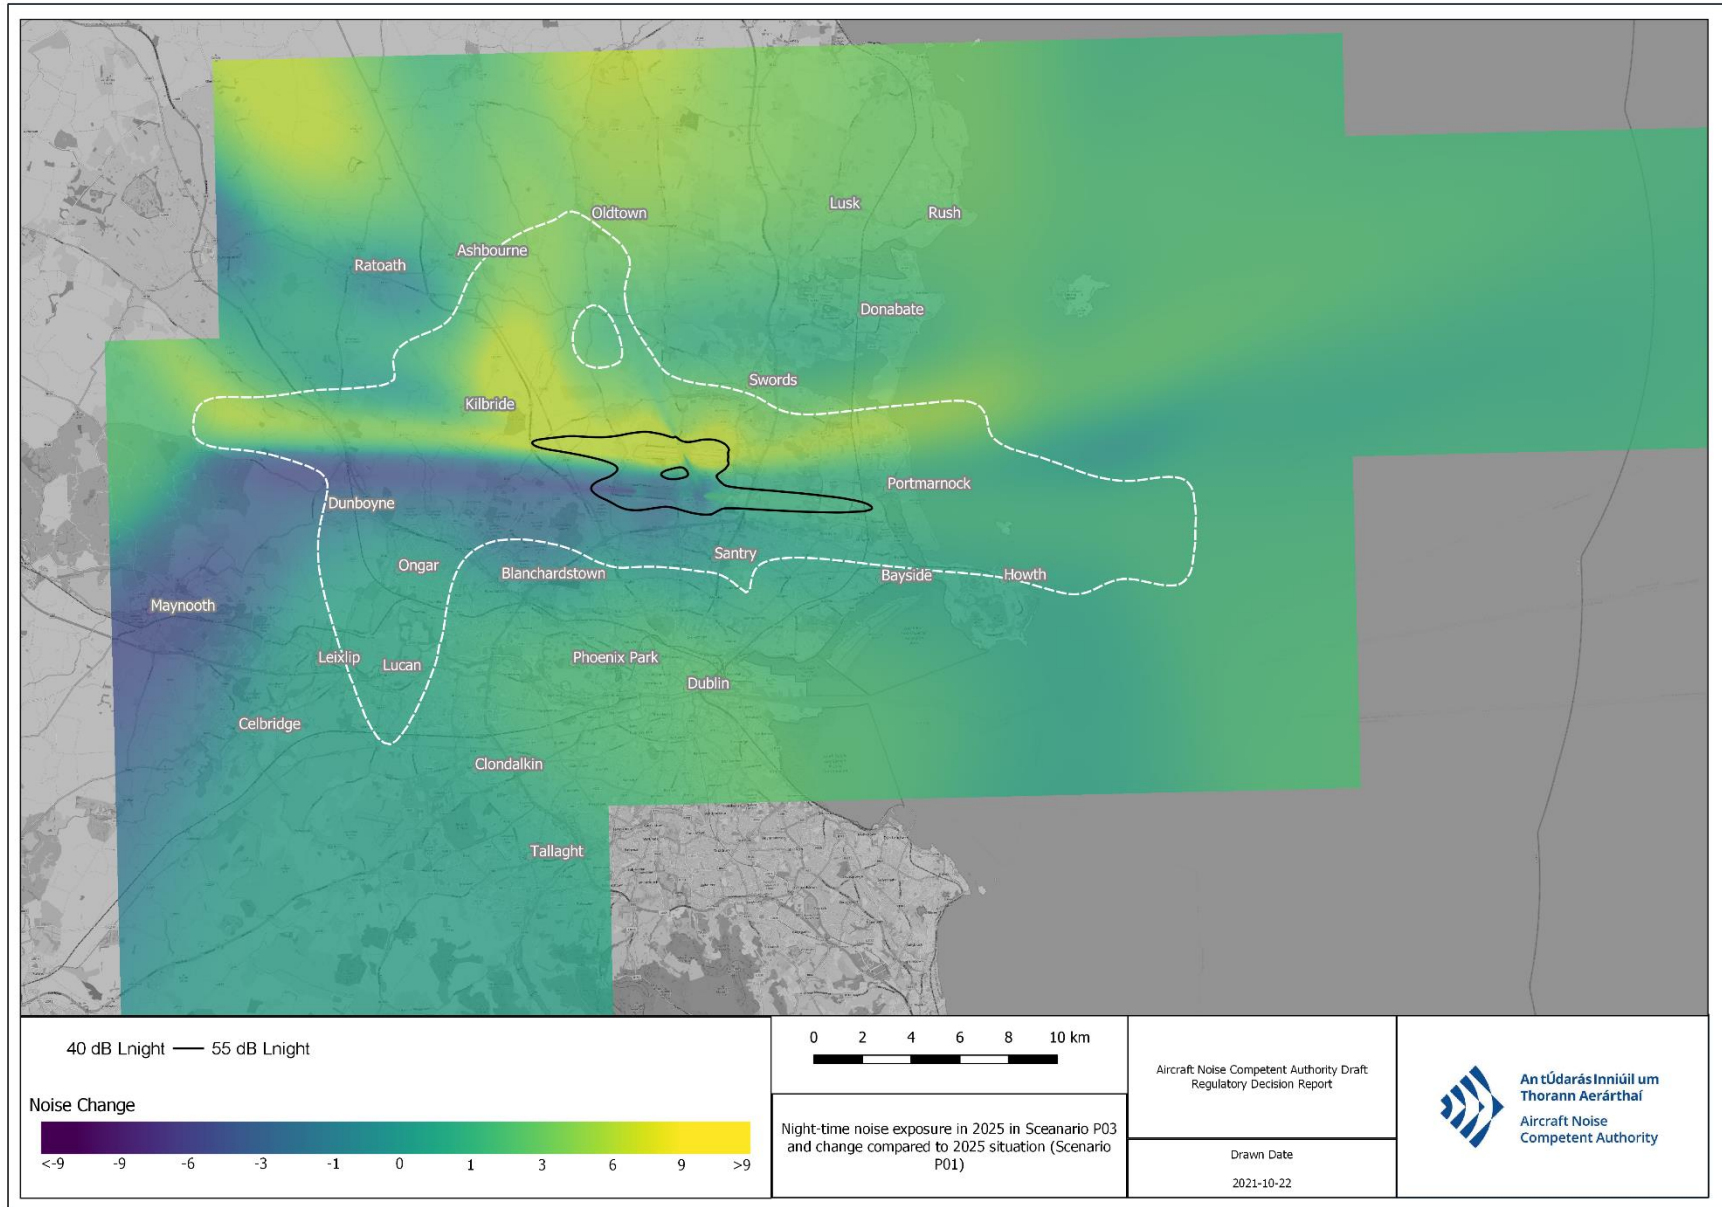 Oldtown
Lusk
Rush
Ashbourne
Ratoath
Donabate
Swords
Kilbride
Portmarnock
Dunboyne
Santry
Ongar
Blanchardstown
Bayside
Howth
Maynooth
Leixlip
Lucan
Phoenix Park
Dublin
Celbridge
Clondalkin
Tallaght
40 dB Lnight
55 dB Lnight
Noise Change
<-9 -9 -6 -3 -1 0 1 3 6 9 >9
0 2 4 6 8 10 km
Night-time noise exposure in 2025 in Sceanario P03
and change compared to 2025 situation (Scenario
P01)
Aircraft Noise Competent Authority Draft
Regulatory Decision Report
Drawn Date
2021-10-22
An tÚdarás Inniúil um
Thorann Aerárthaí
Aircraft Noise
Competent Authority